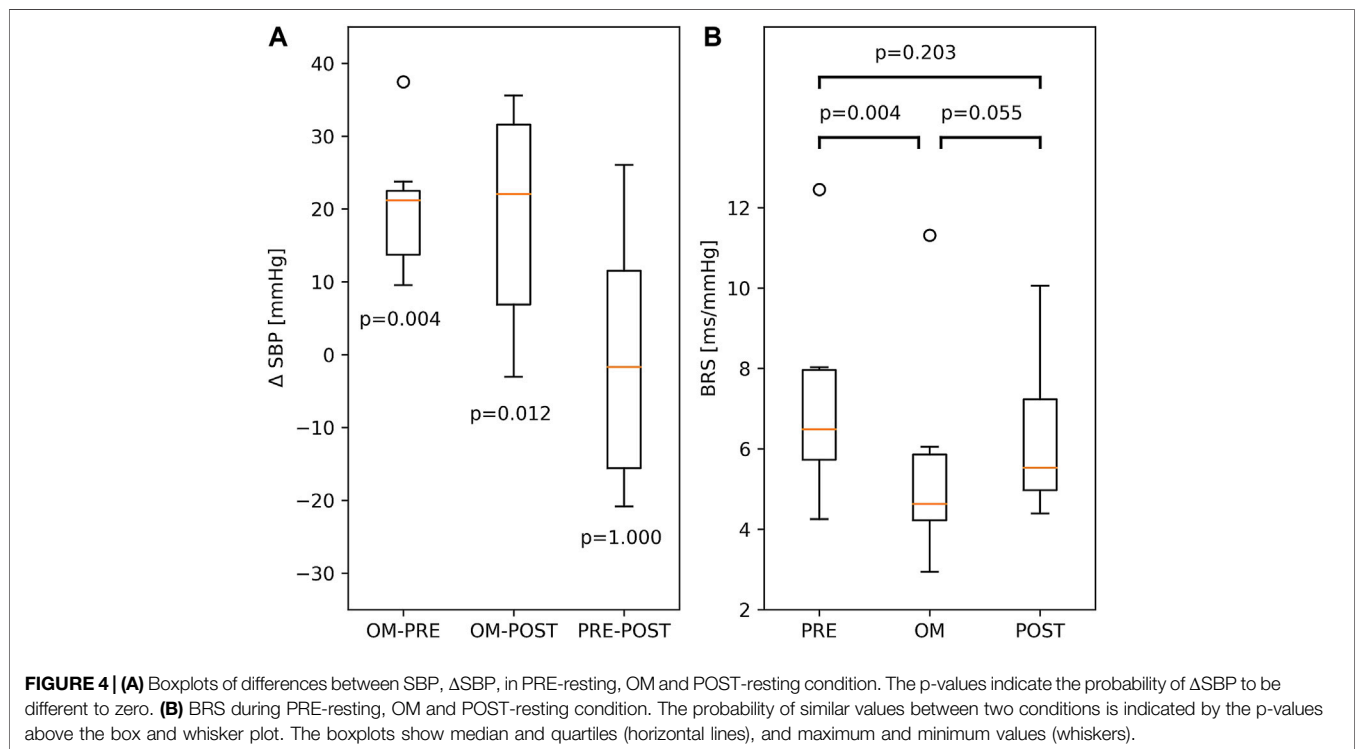 A
40
30
20
10
0
−10
−20
−30
Δ SBP [mmHg]
p=0.004
p=0.012
p=1.000
OM-PRE OM-POST PRE-POST
B
p=0.203
p=0.004 p=0.055
12
10
8
6
4
2
BRS [ms/mmHg]
PRE OM POST
FIGURE 4 | (A) Boxplots of differences between SBP, ΔSBP, in PRE-resting, OM and POST-resting condition. The p-values indicate the probability of ΔSBP to be
different to zero. (B) BRS during PRE-resting, OM and POST-resting condition. The probability of similar values between two conditions is indicated by the p-values
above the box and whisker plot. The boxplots show median and quartiles (horizontal lines), and maximum and minimum values (whiskers).